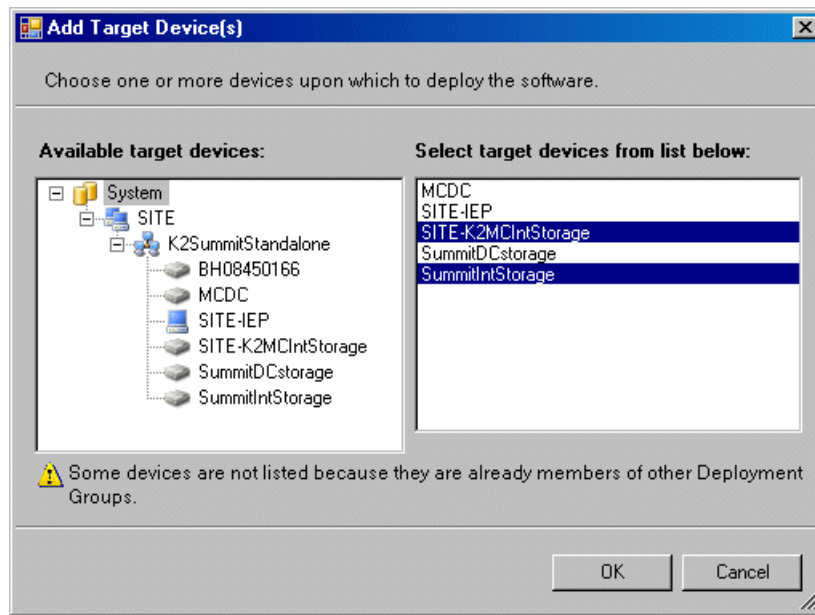 Add Target Device(s)
Choose one or more devices upon which to deploy the software.
Available target devices:
System
SITE
K2SummitStandalone
BH08450166
MCDC
SITE-IEP
SITE-K2MCIntStorage
SummitDCstorage
SummitIntStorage
Select target devices from list below:
MCDC
SITE-IEP
SITE-K2MCIntStorage
SummitDCstorage
SummitIntStorage
Some devices are not listed because they are already members of other Deployment
Groups.
OK
Cancel